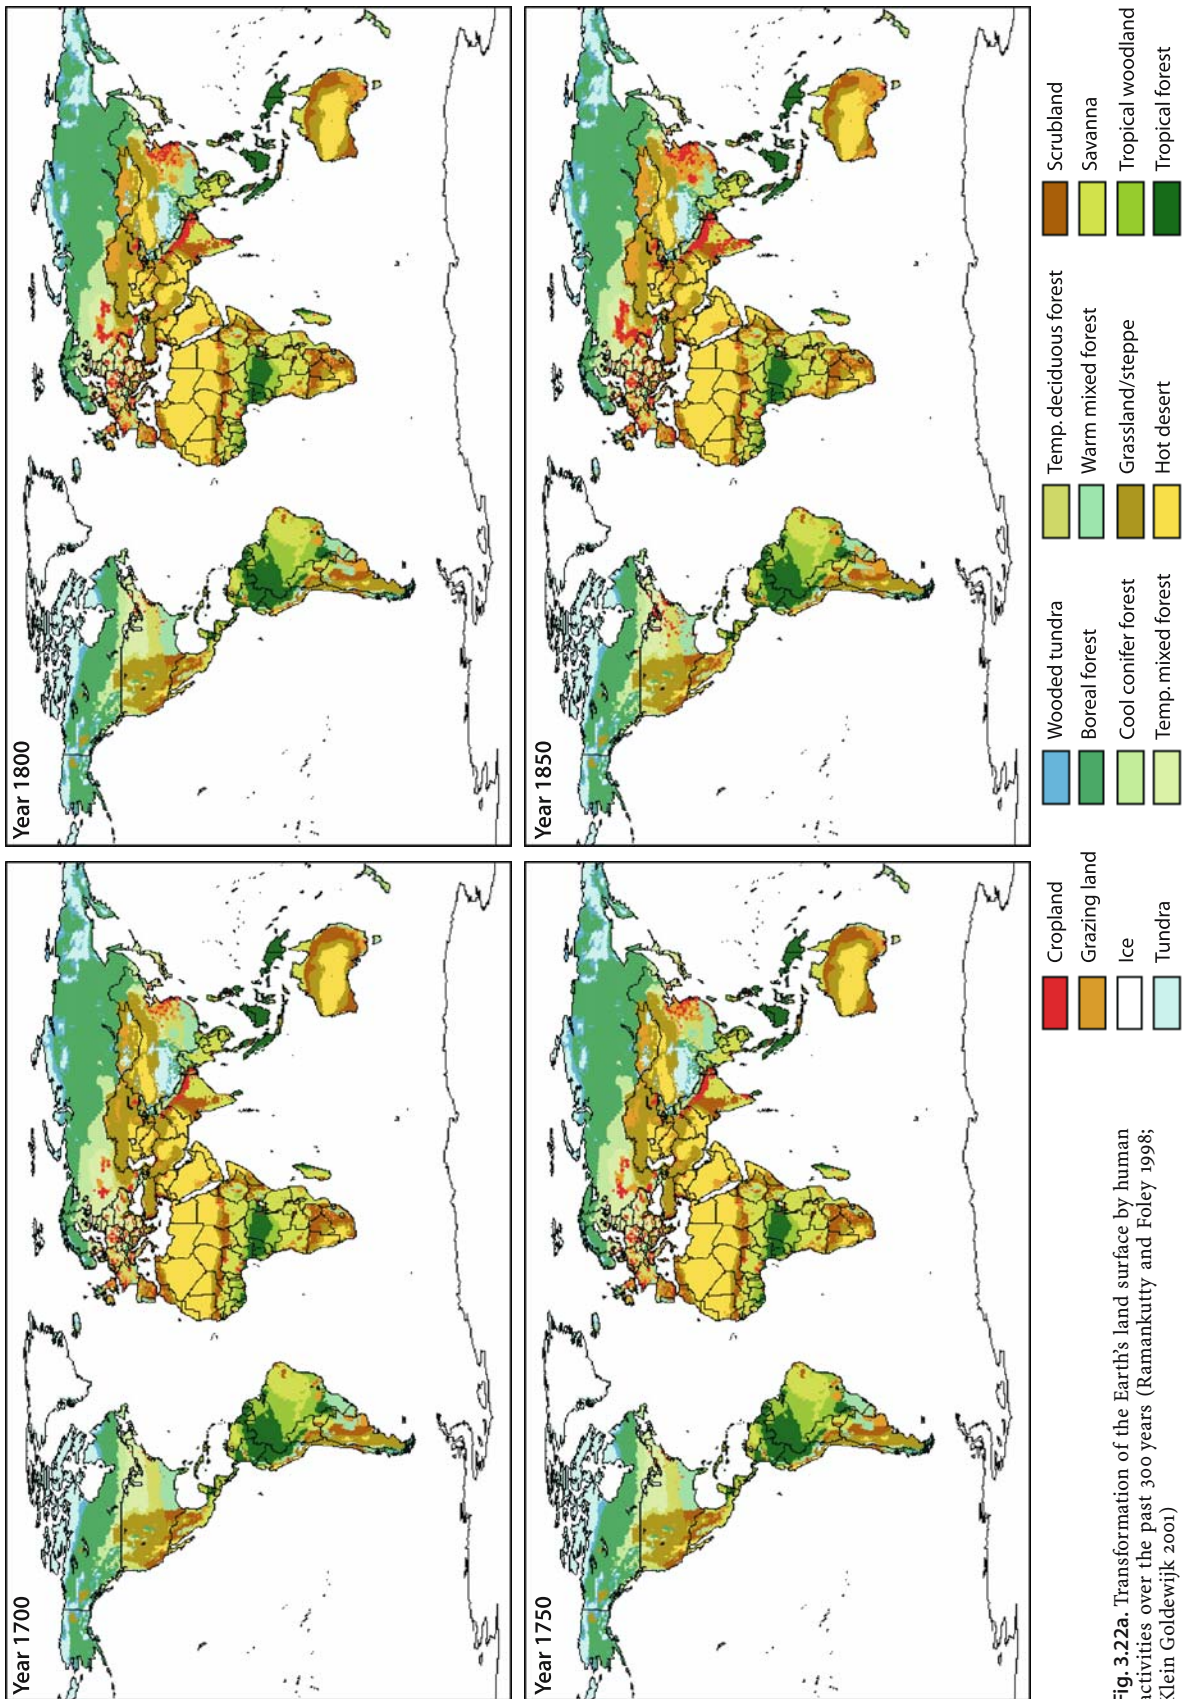 Year 1700
Year 1800
Year 1750
Year 1850
Cropland
Grazing land
Ice
Tundra
Wooded tundra
Boreal forest
Cool conifer forest
Temp. mixed forest
Temp. deciduous forest
Warm mixed forest
Grassland/steppe
Hot desert
Scrubland
Savanna
Tropical woodland
Tropical forest
Fig. 3.22a. Transformation of the Earth's land surface by human
activities over the past 300 years (Ramankutty and Foley 1998;
Klein Goldewijk 2001)